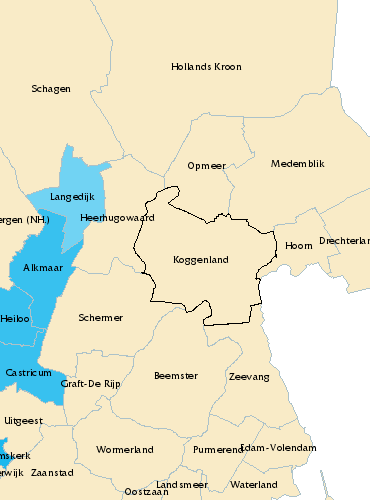 Hollands Kroon
Schagen
Opmeer
Medemblik
Langedijk
ergen (NH.)
Heerhugowaard
Hoorn
Drechterlan
Koggenland
Alkmaar
Heiloo
Schermer
Castricum
Graft-De Rijp
Beemster
Zeevang
Uitgeest
mskerk
Wormerland
Purmerend
Edam-Volendam
erwijk
Zaanstad
Landsmeer
Waterland
Oostzaan